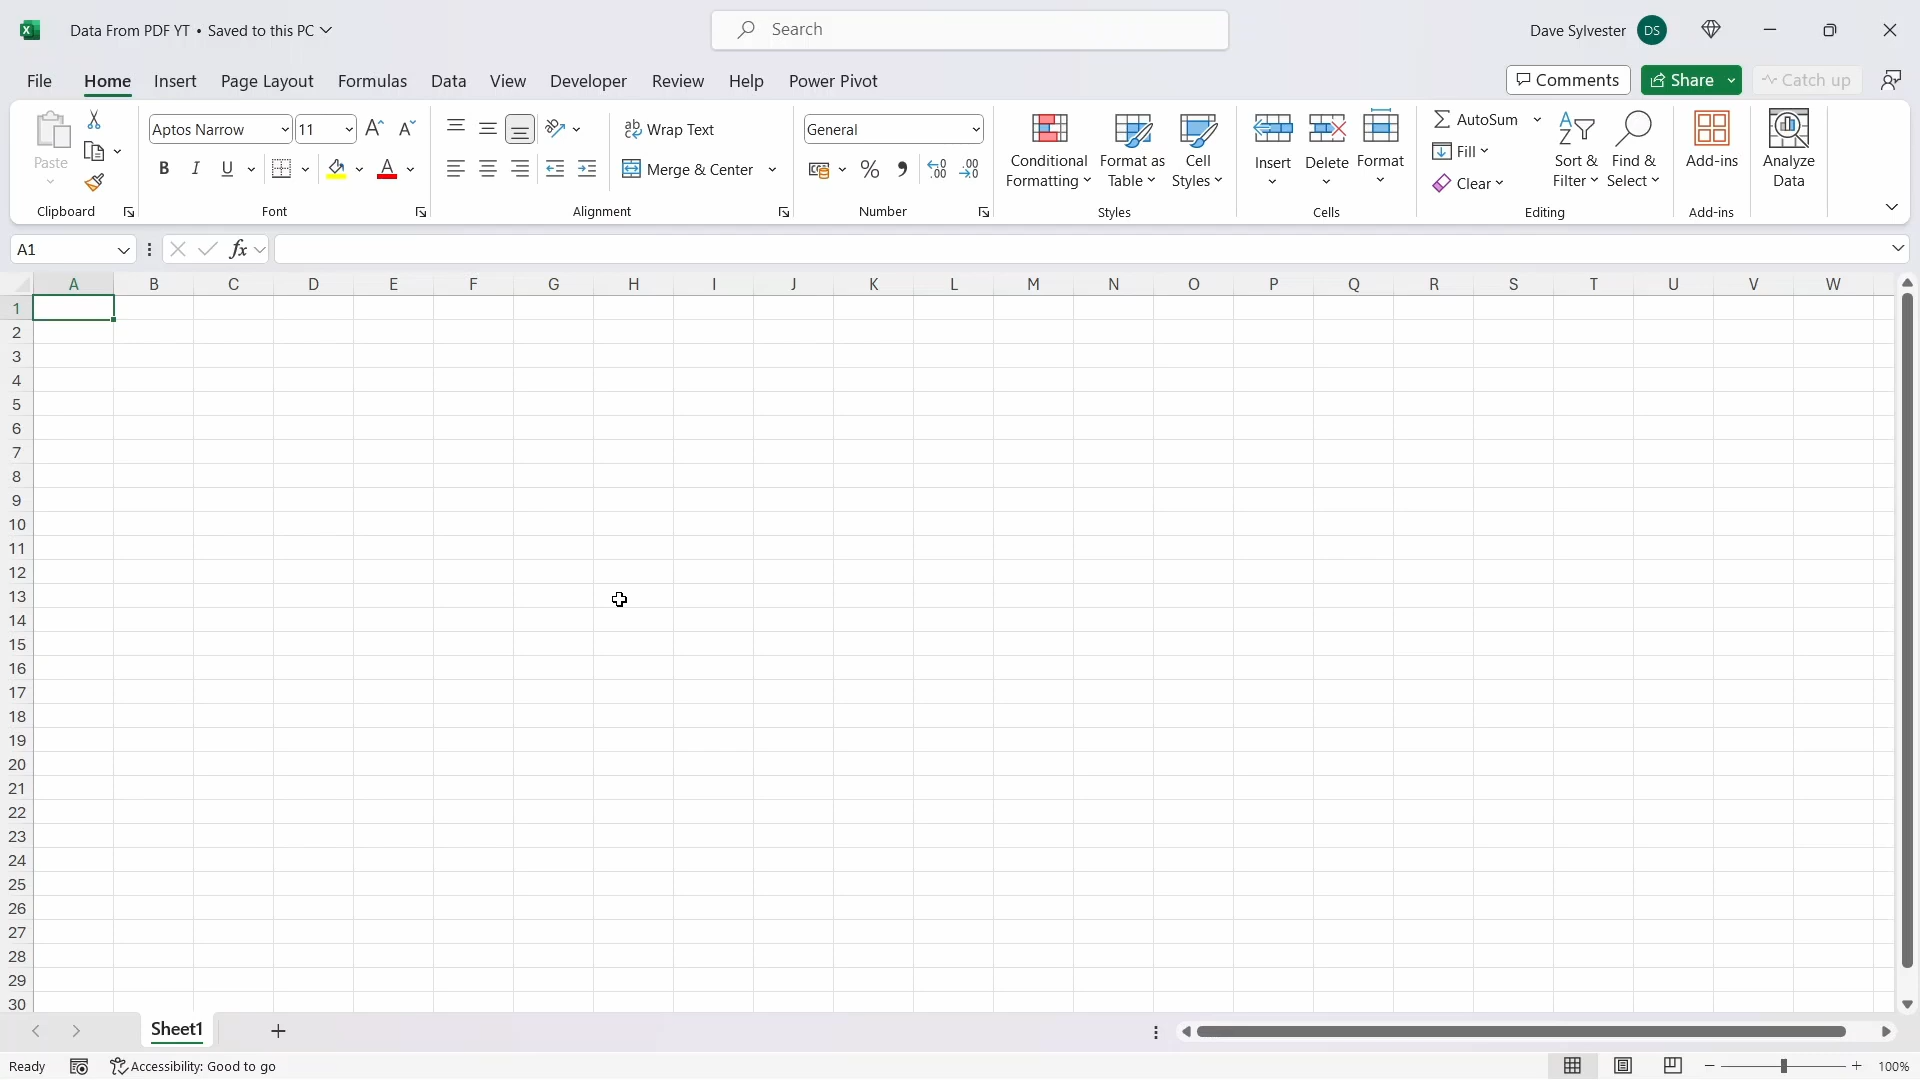 Data From PDF YT • Saved to this PC
Search
Dave Sylvester
DS
File
Home
Insert
Page Layout
Formulas
Data
View
Developer
Review
Help
Power Pivot
Comments
Share
Catch up
Paste
Clipboard
Aptos Narrow
11
B
I
U
Font
Wrap Text
Merge & Center
Alignment
General
Number
Conditional
Formatting
Format as
Table
Cell
Styles
Styles
Insert
Delete
Format
Cells
AutoSum
Fill
Clear
Sort &
Filter
Find &
Select
Editing
Add-ins
Add-ins
Analyze
Data
A1
fx
A B C D E F G H I J K L M N O P Q R S T U V W
1
2
3
4
5
6
7
8
9
10
11
12
13
14
15
16
17
18
19
20
21
22
23
24
25
26
27
28
29
30
Sheet1
Ready
Accessibility: Good to go
100%